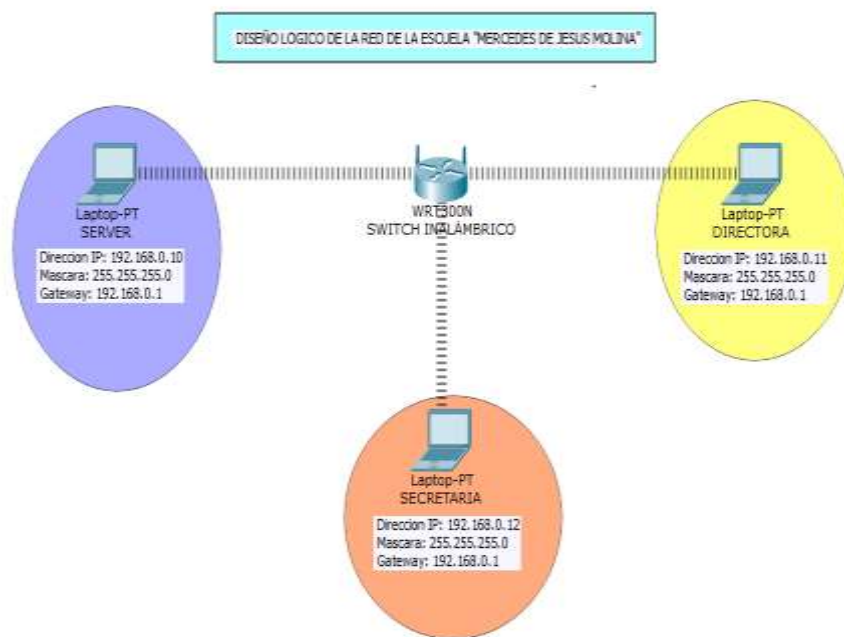 DISEÑO LOGICO DE LA RED DE LA ESCUELA "MERCEDES DE JESUS MOLINA"
Laptop-PT
SERVER
Direccion IP: 192.168.0.10
Mascara: 255.255.255.0
Gateway: 192.168.0.1
WRT300N
SWITCH INALÁMBRICO
Laptop-PT
DIRECTORA
Direccion IP: 192.168.0.11
Mascara: 255.255.255.0
Gateway: 192.168.0.1
Laptop-PT
SECRETARIA
Direccion IP: 192.168.0.12
Mascara: 255.255.255.0
Gateway: 192.168.0.1